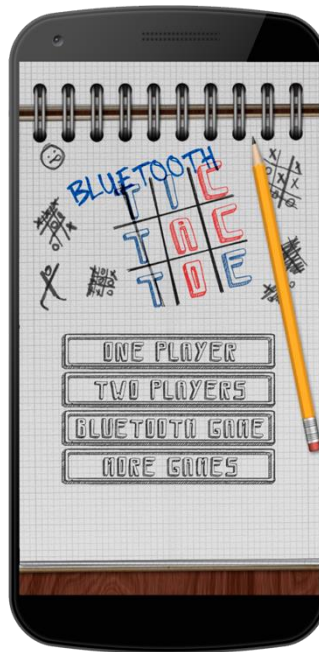 BLUETOOTH
TIC
TAC
TOE
ONE PLAYER
TWO PLAYERS
BLUETOOTH GAME
MORE GAMES